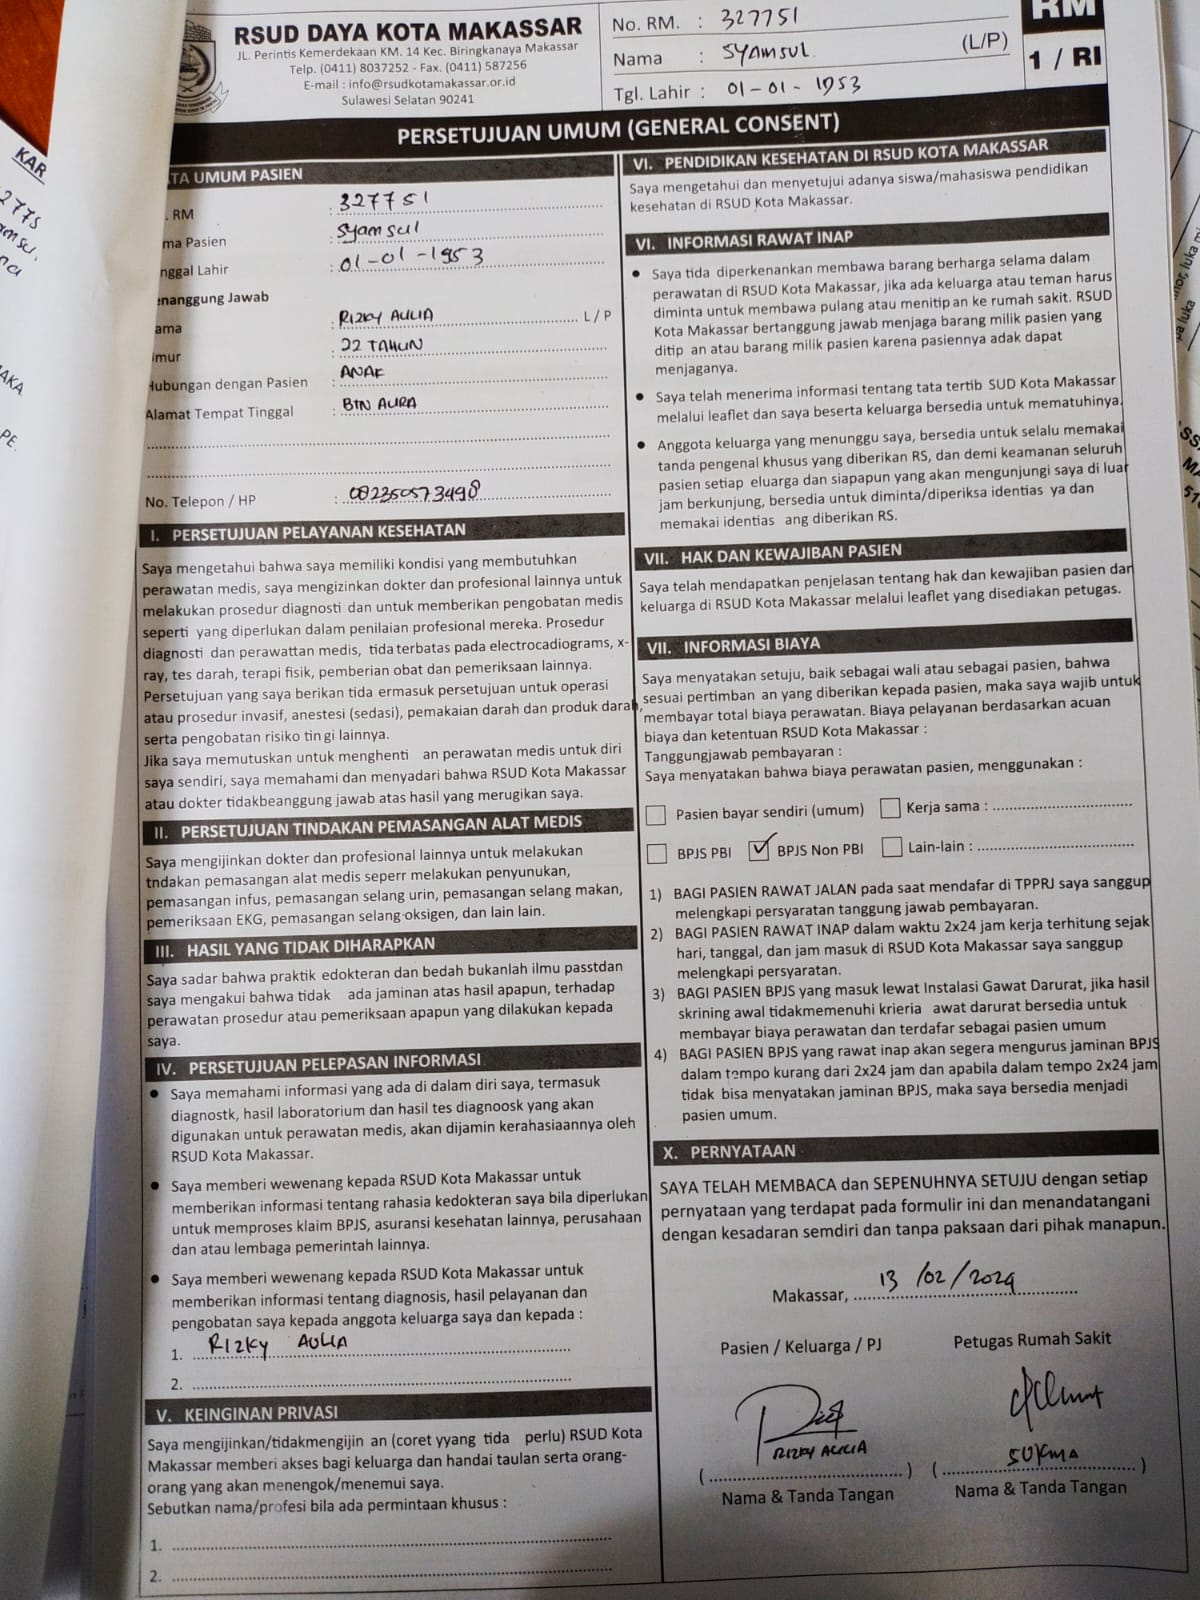 RSUD DAYA KOTA MAKASSAR
JL. Perintis Kemerdekaan KM. 14 Kec. Biringkanaya Makassar
Telp. (0411) 8037252 - Fax. (0411) 587256
E-mail : info@rsudkotamakassar.or.id
Sulawesi Selatan 90241
No. RM. : 327751
Nama : SYAMSUL (L/P)
Tgl. Lahir : 01-01-1953
RM
1 / RI
PERSETUJUAN UMUM (GENERAL CONSENT)
TA UMUM PASIEN
. RM : 327751
ma Pasien : Syamsul
nggal Lahir : 01-01-1953
enanggung Jawab
ama : RIZKY AULIA L / P
mur : 22 TAHUN
Hubungan dengan Pasien : ANAK
Alamat Tempat Tinggal : BTN AURA
No. Telepon / HP : 082350573498
I. PERSETUJUAN PELAYANAN KESEHATAN
Saya mengetahui bahwa saya memiliki kondisi yang membutuhkan
perawatan medis, saya mengizinkan dokter dan profesional lainnya untuk
melakukan prosedur diagnosti dan untuk memberikan pengobatan medis
seperti yang diperlukan dalam penilaian profesional mereka. Prosedur
diagnosti dan perawattan medis, tida terbatas pada electrocadiograms, x-
ray, tes darah, terapi fisik, pemberian obat dan pemeriksaan lainnya.
Persetujuan yang saya berikan tida ermasuk persetujuan untuk operasi
atau prosedur invasif, anestesi (sedasi), pemakaian darah dan produk darah,
serta pengobatan risiko tin gi lainnya.
Jika saya memutuskan untuk menghenti an perawatan medis untuk diri
saya sendiri, saya memahami dan menyadari bahwa RSUD Kota Makassar
atau dokter tidakbeanggung jawab atas hasil yang merugikan saya.
II. PERSETUJUAN TINDAKAN PEMASANGAN ALAT MEDIS
Saya mengijinkan dokter dan profesional lainnya untuk melakukan
tndakan pemasangan alat medis seperr melakukan penyunukan,
pemasangan infus, pemasangan selang urin, pemasangan selang makan,
pemeriksaan EKG, pemasangan selang oksigen, dan lain lain.
III. HASIL YANG TIDAK DIHARAPKAN
Saya sadar bahwa praktik edokteran dan bedah bukanlah ilmu passtdan
saya mengakui bahwa tidak ada jaminan atas hasil apapun, terhadap
perawatan prosedur atau pemeriksaan apapun yang dilakukan kepada
saya.
IV. PERSETUJUAN PELEPASAN INFORMASI
• Saya memahami informasi yang ada di dalam diri saya, termasuk
diagnostk, hasil laboratorium dan hasil tes diagnoosk yang akan
digunakan untuk perawatan medis, akan dijamin kerahasiaannya oleh
RSUD Kota Makassar.
• Saya memberi wewenang kepada RSUD Kota Makassar untuk
memberikan informasi tentang rahasia kedokteran saya bila diperlukan
untuk memproses klaim BPJS, asuransi kesehatan lainnya, perusahaan
dan atau lembaga pemerintah lainnya.
• Saya memberi wewenang kepada RSUD Kota Makassar untuk
memberikan informasi tentang diagnosis, hasil pelayanan dan
pengobatan saya kepada anggota keluarga saya dan kepada :
1. RIZKY AULIA
2.
V. KEINGINAN PRIVASI
Saya mengijinkan/tidakmengijin an (coret yyang tida perlu) RSUD Kota
Makassar memberi akses bagi keluarga dan handai taulan serta orang-
orang yang akan menengok/menemui saya.
Sebutkan nama/profesi bila ada permintaan khusus :
1.
2.
VI. PENDIDIKAN KESEHATAN DI RSUD KOTA MAKASSAR
Saya mengetahui dan menyetujui adanya siswa/mahasiswa pendidikan
kesehatan di RSUD Kota Makassar.
VI. INFORMASI RAWAT INAP
• Saya tida diperkenankan membawa barang berharga selama dalam
perawatan di RSUD Kota Makassar, jika ada keluarga atau teman harus
diminta untuk membawa pulang atau menitipan ke rumah sakit. RSUD
Kota Makassar bertanggung jawab menjaga barang milik pasien yang
ditip an atau barang milik pasien karena pasiennya adak dapat
menjaganya.
• Saya telah menerima informasi tentang tata tertib SUD Kota Makassar
melalui leaflet dan saya beserta keluarga bersedia untuk mematuhinya.
• Anggota keluarga yang menunggu saya, bersedia untuk selalu memakai
tanda pengenal khusus yang diberikan RS, dan demi keamanan seluruh
pasien setiap eluarga dan siapapun yang akan mengunjungi saya di luar
jam berkunjung, bersedia untuk diminta/diperiksa identias ya dan
memakai identias ang diberikan RS.
VII. HAK DAN KEWAJIBAN PASIEN
Saya telah mendapatkan penjelasan tentang hak dan kewajiban pasien dan
keluarga di RSUD Kota Makassar melalui leaflet yang disediakan petugas.
VII. INFORMASI BIAYA
Saya menyatakan setuju, baik sebagai wali atau sebagai pasien, bahwa
sesuai pertimban an yang diberikan kepada pasien, maka saya wajib untuk
membayar total biaya perawatan. Biaya pelayanan berdasarkan acuan
biaya dan ketentuan RSUD Kota Makassar :
Tanggungjawab pembayaran :
Saya menyatakan bahwa biaya perawatan pasien, menggunakan :
Pasien bayar sendiri (umum) Kerja sama :
BPJS PBI ✓ BPJS Non PBI Lain-lain :
1) BAGI PASIEN RAWAT JALAN pada saat mendafar di TPPRJ saya sanggup
melengkapi persyaratan tanggung jawab pembayaran.
2) BAGI PASIEN RAWAT INAP dalam waktu 2x24 jam kerja terhitung sejak
hari, tanggal, dan jam masuk di RSUD Kota Makassar saya sanggup
melengkapi persyaratan.
3) BAGI PASIEN BPJS yang masuk lewat Instalasi Gawat Darurat, jika hasil
skrining awal tidakmemenuhi krieria awat darurat bersedia untuk
membayar biaya perawatan dan terdafar sebagai pasien umum
4) BAGI PASIEN BPJS yang rawat inap akan segera mengurus jaminan BPJS
dalam tempo kurang dari 2x24 jam dan apabila dalam tempo 2x24 jam
tidak bisa menyatakan jaminan BPJS, maka saya bersedia menjadi
pasien umum.
X. PERNYATAAN
SAYA TELAH MEMBACA dan SEPENUHNYA SETUJU dengan setiap
pernyataan yang terdapat pada formulir ini dan menandatangani
dengan kesadaran semdiri dan tanpa paksaan dari pihak manapun.
Makassar, 13/02/2024
Pasien / Keluarga / PJ Petugas Rumah Sakit
RIZKY AULIA SUKMA
Nama & Tanda Tangan Nama & Tanda Tangan